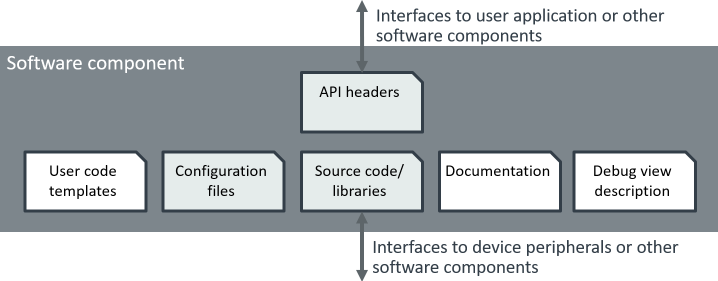 Interfaces to user application or other
software components
Software component
API headers
User code
templates
Configuration
files
Source code/
libraries
Documentation
Debug view
description
Interfaces to device peripherals or other
software components